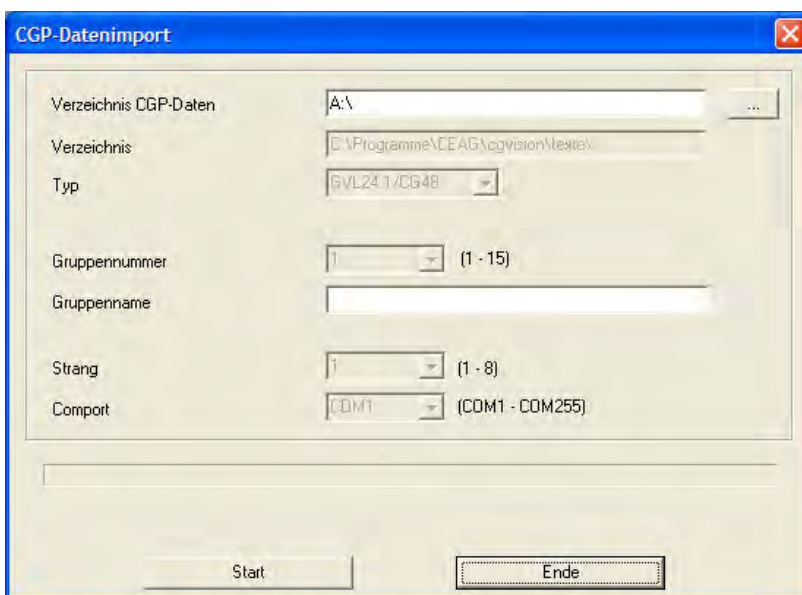 CGP-Datenimport
Verzeichnis CGP-Daten A:\ ...
Verzeichnis C:\Programme\CEAG\cgvision\texte\
Typ GVL24.1/CG48
Gruppennummer 1 (1 - 15)
Gruppenname
Strang 1 (1 - 8)
Comport COM1 (COM1 - COM255)
Start Ende